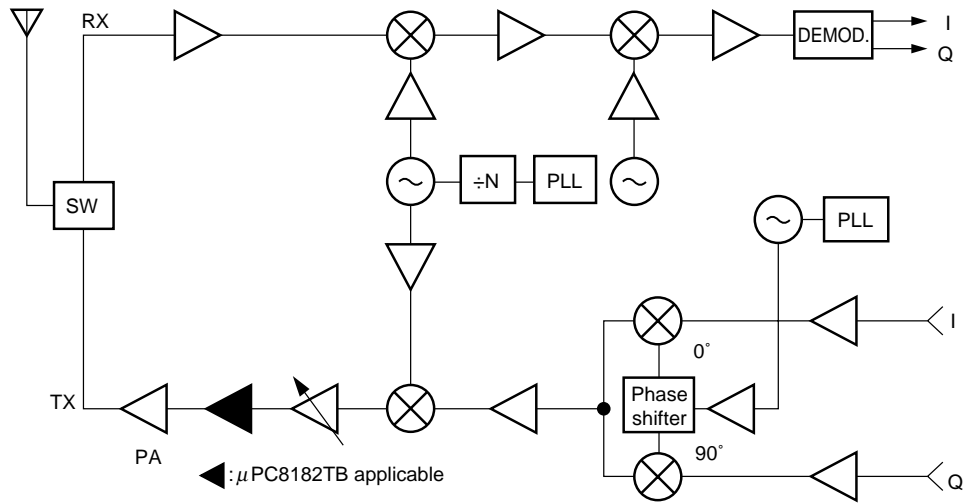 RX
DEMOD.
I
Q
÷N
PLL
SW
PLL
I
0˚
Phase
shifter
TX
PA
90˚
: μPC8182TB applicable
Q